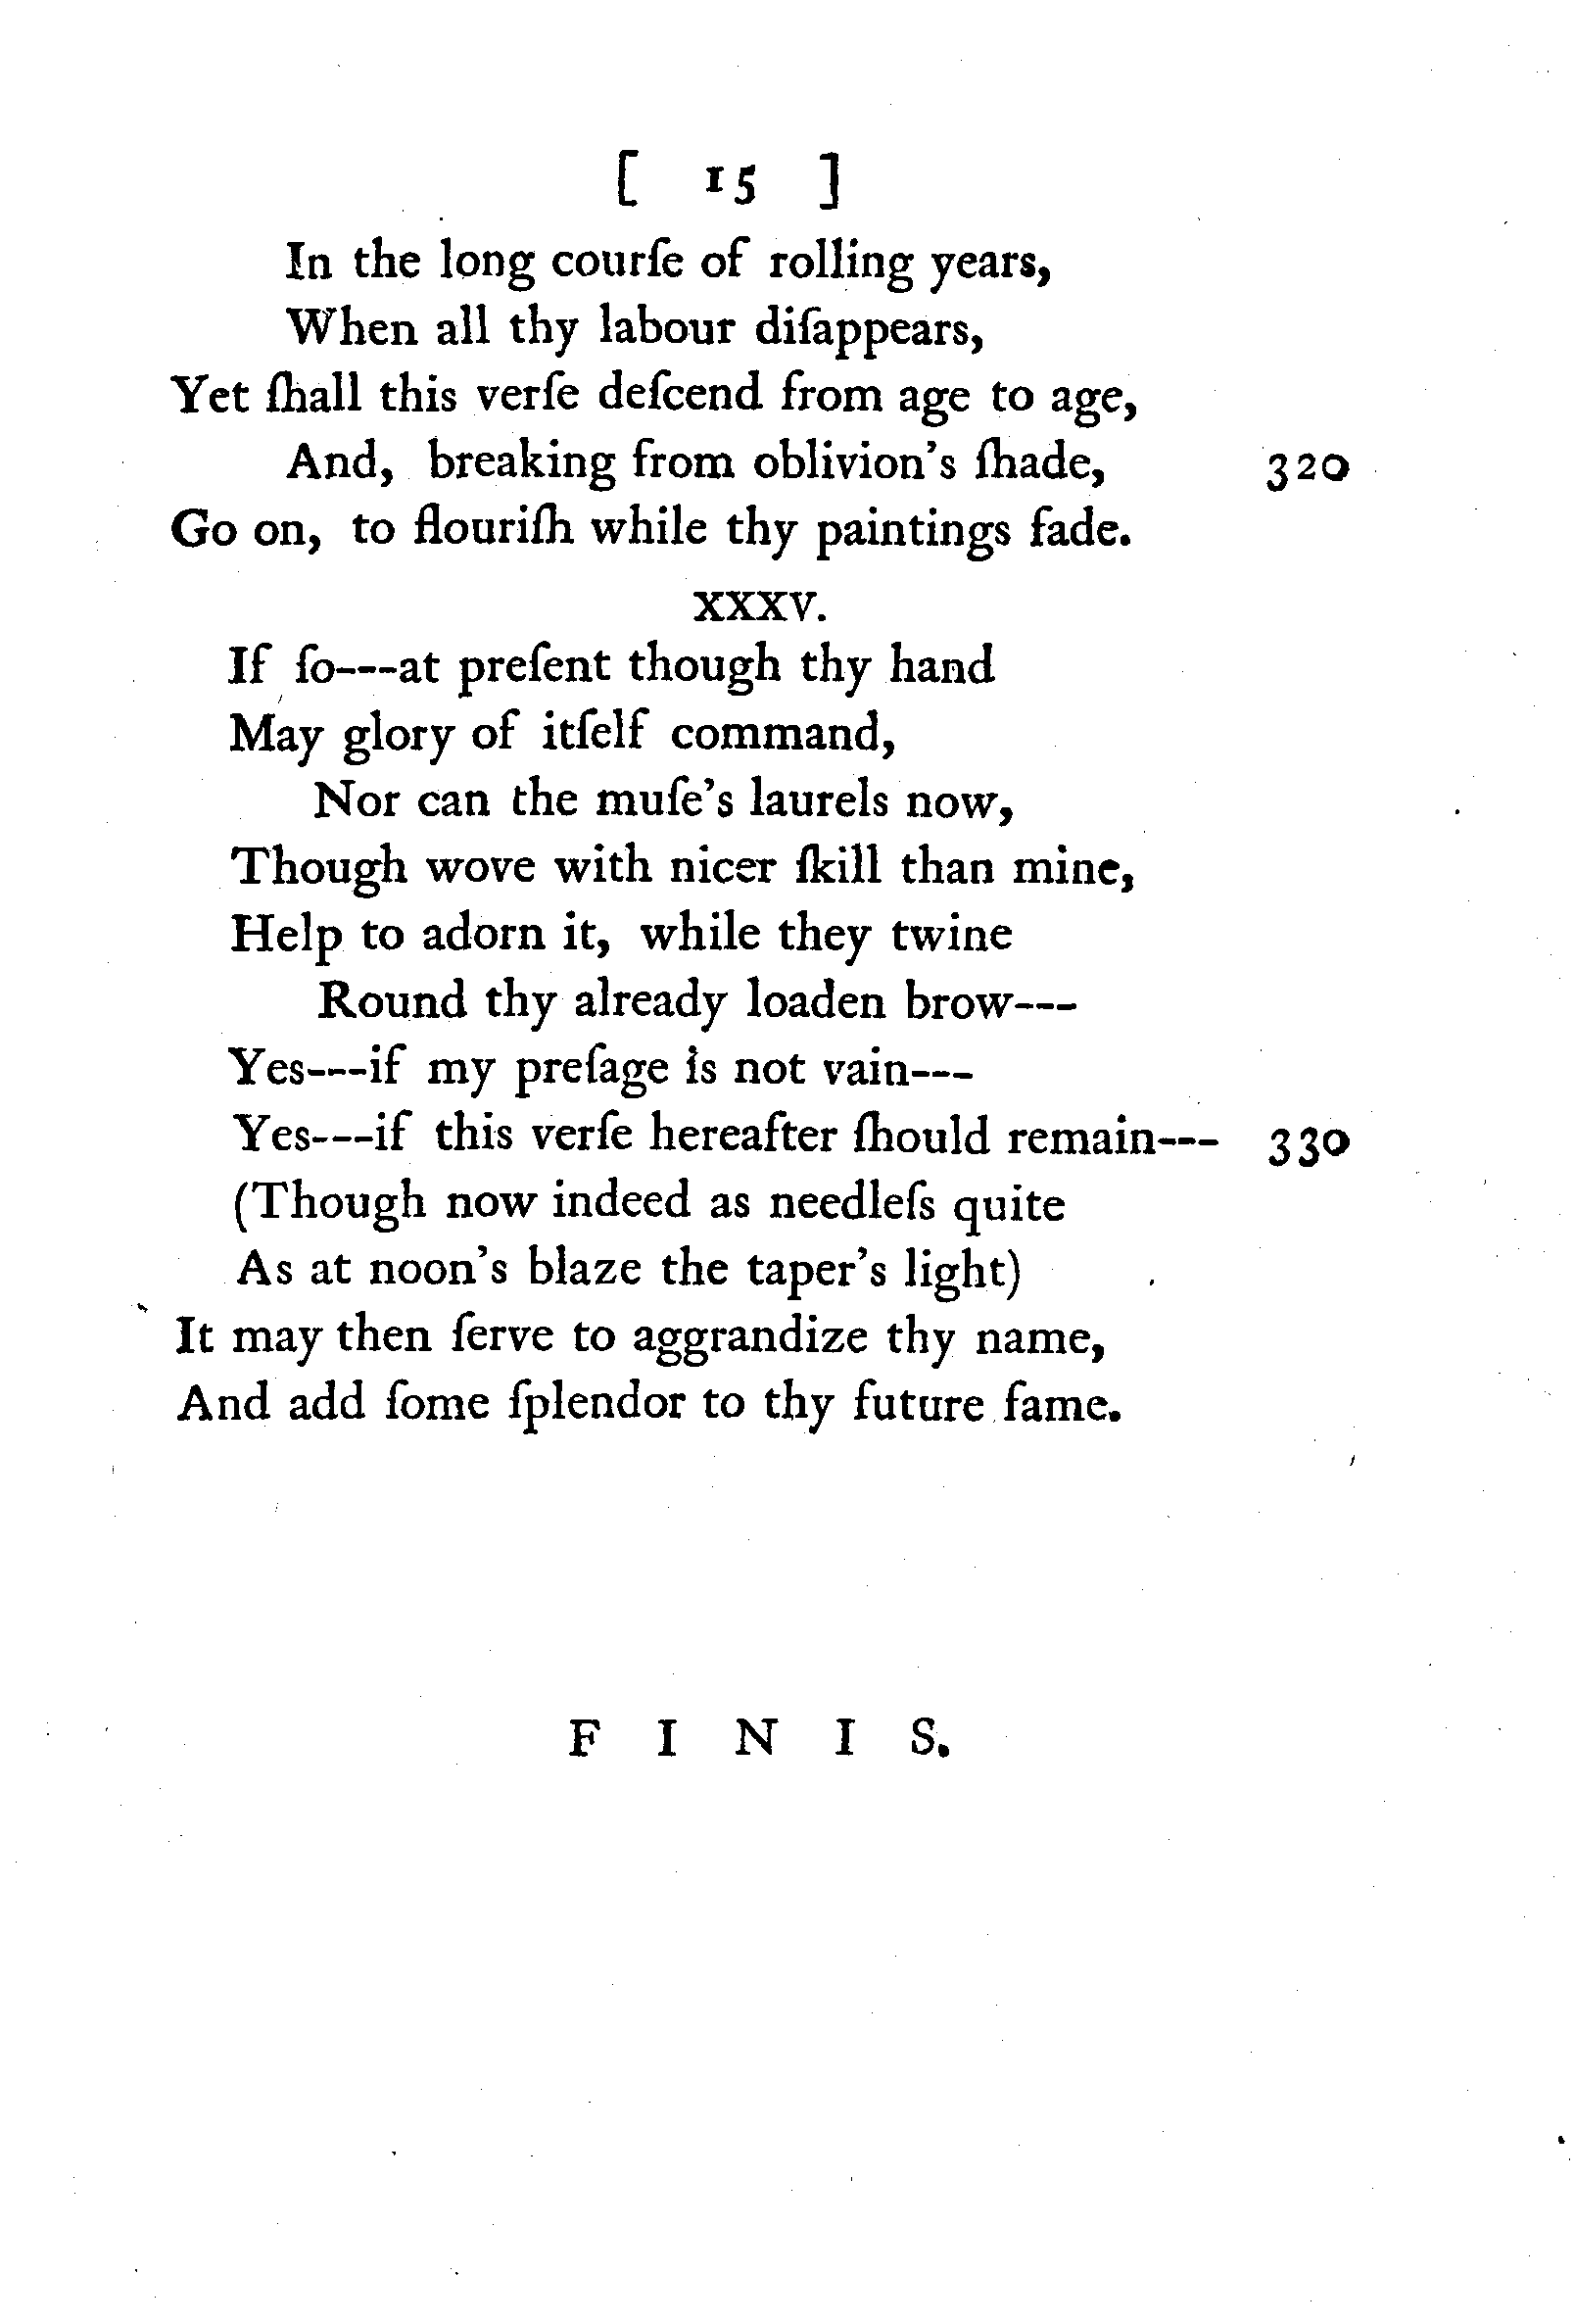 [ 15 ]
In the long courſe of rolling years,
When all thy labour diſappears,
Yet ſhall this verſe deſcend from age to age,
And, breaking from oblivion's ſhade, 320
Go on, to flouriſh while thy paintings fade.
XXXV.
If ſo---at preſent though thy hand
May glory of itſelf command,
Nor can the muſe's laurels now,
Though wove with nicer ſkill than mine,
Help to adorn it, while they twine
Round thy already loaden brow---
Yes---if my preſage is not vain---
Yes---if this verſe hereafter ſhould remain--- 330
(Though now indeed as needleſs quite
As at noon's blaze the taper's light)
It may then ſerve to aggrandize thy name,
And add ſome ſplendor to thy future fame.
F I N I S.